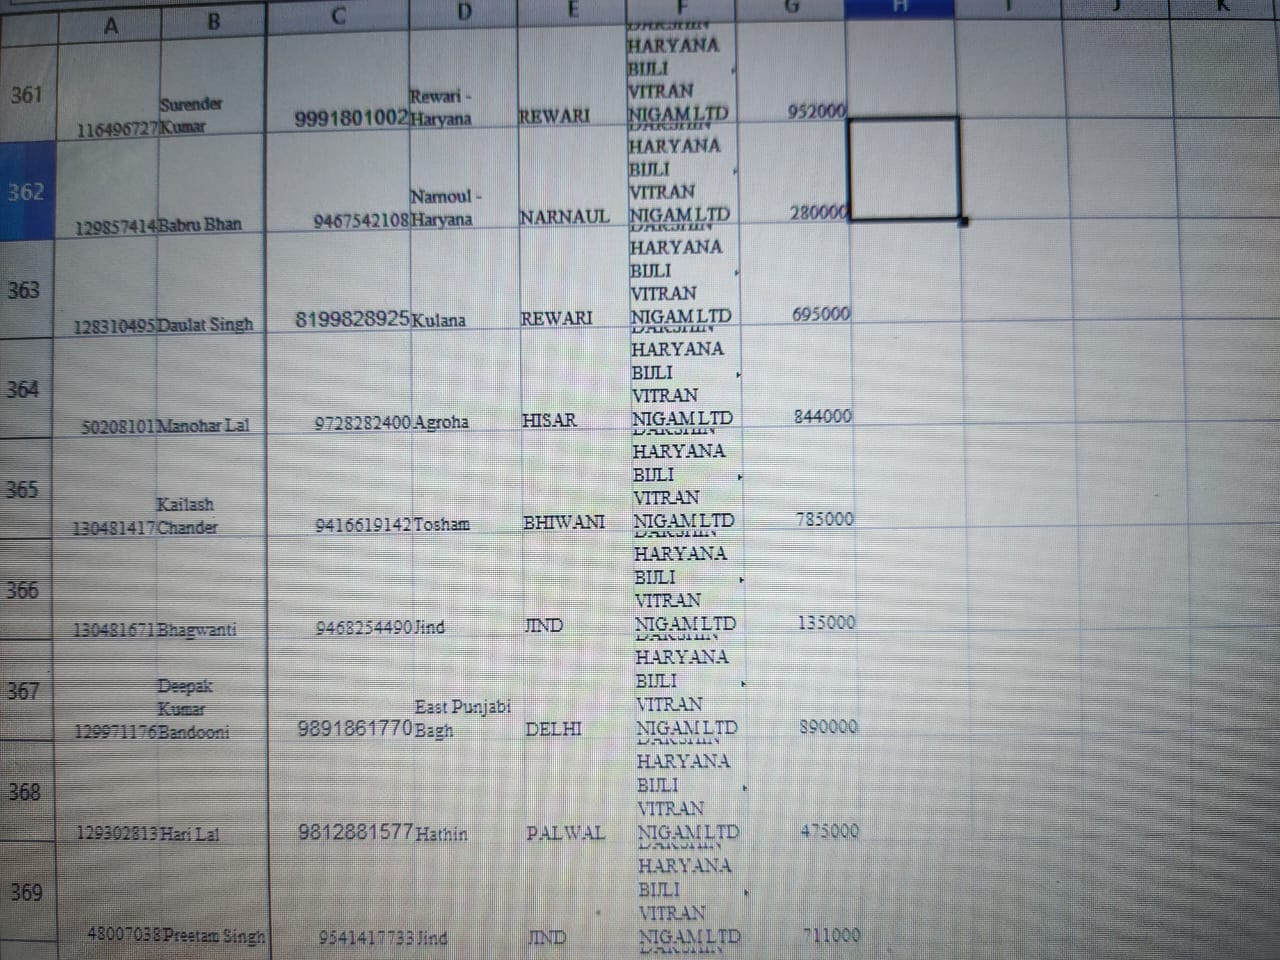 A B C D E F G H I J K
361 116496727 Surender Kumar 9991801002 Rewari - Haryana REWARI DAKSHIN HARYANA BIJLI VITRAN NIGAM LTD 952000
362 129857414 Babru Bhan 9467542108 Narnoul - Haryana NARNAUL DAKSHIN HARYANA BIJLI VITRAN NIGAM LTD 280000
363 128310495 Daulat Singh 8199828925 Kulana REWARI DAKSHIN HARYANA BIJLI VITRAN NIGAM LTD 695000
364 50208101 Manohar Lal 9728282400 Agroha HISAR DAKSHIN HARYANA BIJLI VITRAN NIGAM LTD 844000
365 130481417 Kailash Chander 9416619142 Tosham BHIWANI DAKSHIN HARYANA BIJLI VITRAN NIGAM LTD 785000
366 130481671 Bhagwanti 9468254490 Jind JIND DAKSHIN HARYANA BIJLI VITRAN NIGAM LTD 135000
367 129971176 Deepak Kumar Bandooni 9891861770 East Punjabi Bagh DELHI DAKSHIN HARYANA BIJLI VITRAN NIGAM LTD 890000
368 129302813 Hari Lal 9812881577 Hathin PALWAL DAKSHIN HARYANA BIJLI VITRAN NIGAM LTD 475000
369 48007038 Preetam Singh 9541417733 Jind JIND DAKSHIN HARYANA BIJLI VITRAN NIGAM LTD 711000